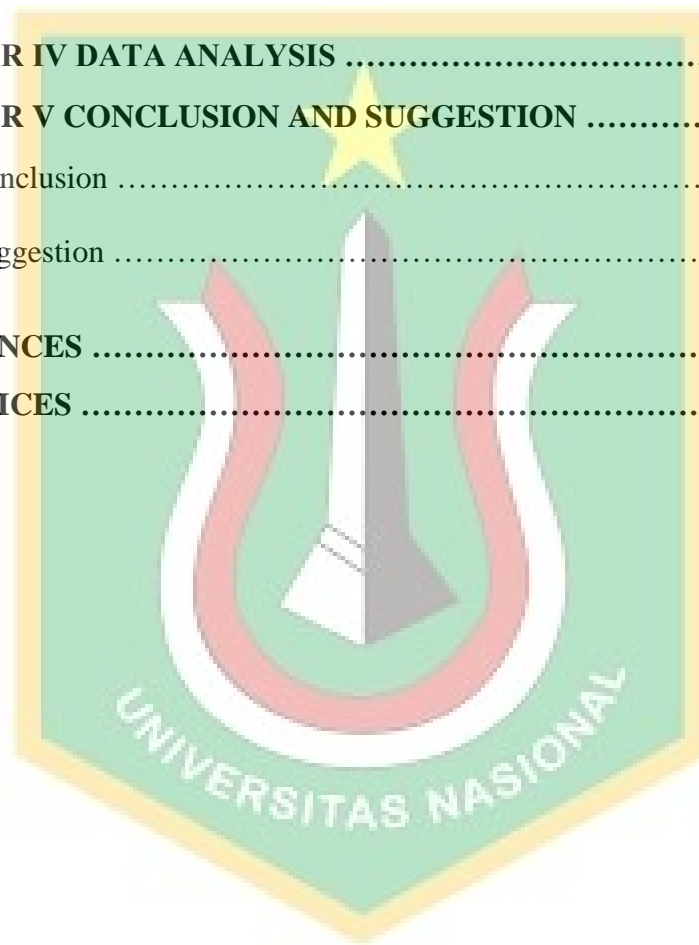 R IV DATA ANALYSIS ........................................
R V CONCLUSION AND SUGGESTION ............
nclusion ...............................................................
ggestion ................................................................
NCES ..................................................................
ICES ....................................................................
UNIVERSITAS NASIONAL